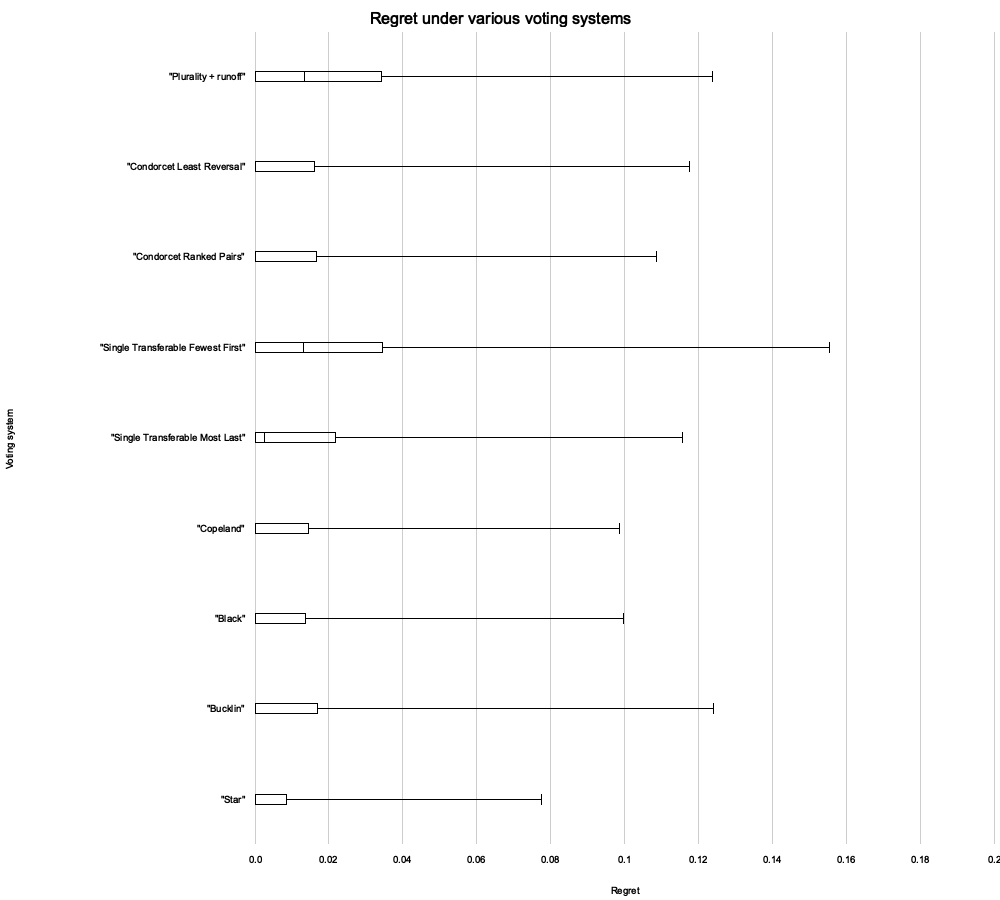 Regret under various voting systems
"Plurality + runoff"
"Condorcet Least Reversal"
"Condorcet Ranked Pairs"
"Single Transferable Fewest First"
"Single Transferable Most Last"
"Copeland"
"Black"
"Bucklin"
"Star"
Voting system
0.0 0.02 0.04 0.06 0.08 0.1 0.12 0.14 0.16 0.18 0.2
Regret